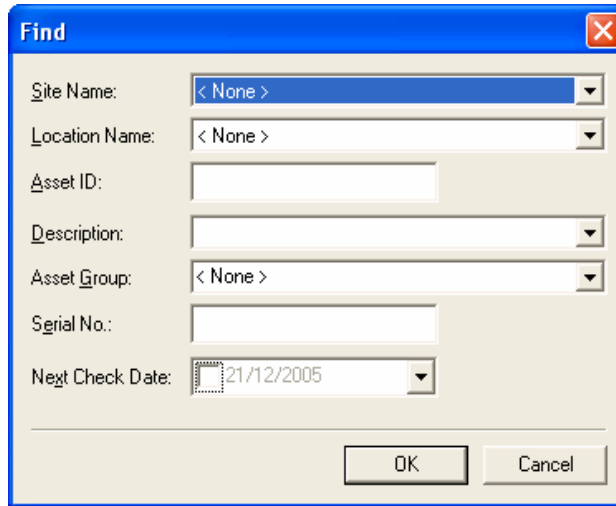 Find
Site Name: < None >
Location Name: < None >
Asset ID:
Description:
Asset Group: < None >
Serial No.:
Next Check Date: 21/12/2005
OK Cancel